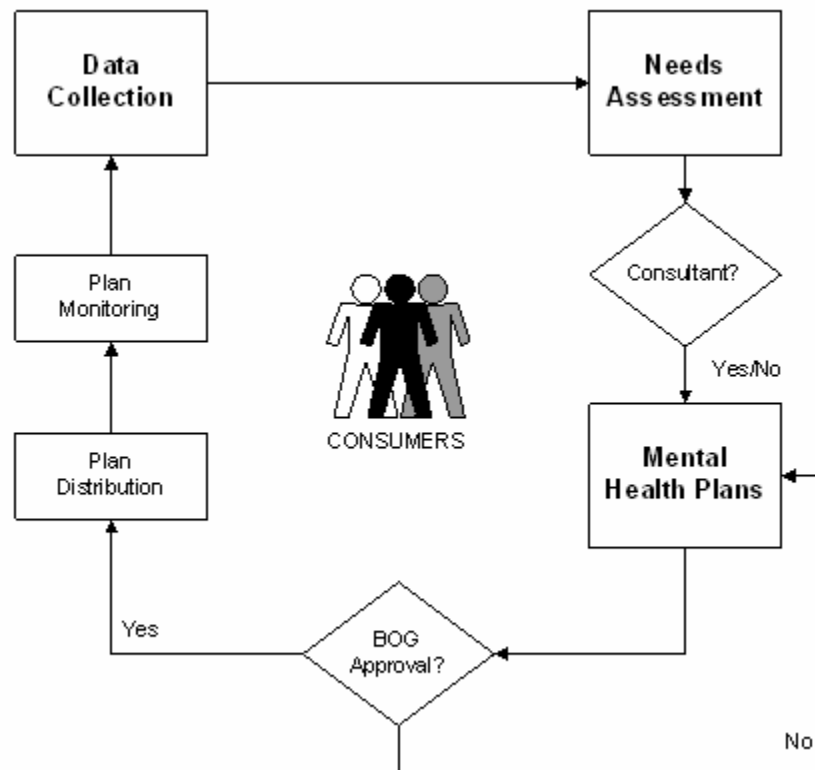 Data
Collection
Needs
Assessment
Consultant?
Yes/No
Plan
Monitoring
CONSUMERS
Mental
Health Plans
Plan
Distribution
Yes
BOG
Approval?
No